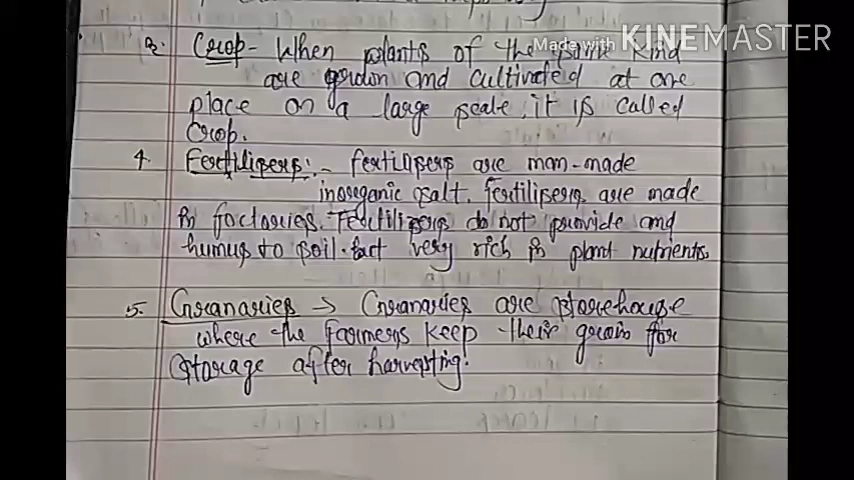 Made with KINEMASTER
3. Crop - When plants of the same kind
are grown and cultivated at one
place on a large scale, it is called
Crop.
4. Fertilisers:- fertilisers are man-made
inorganic salt. fertilisers are made
in factories. Fertilisers do not provide and
humus to soil. fact very rich in plant nutrients.
5. Granaries → Granaries are storehouse
where the farmers keep their grain for
Storage after harvesting.